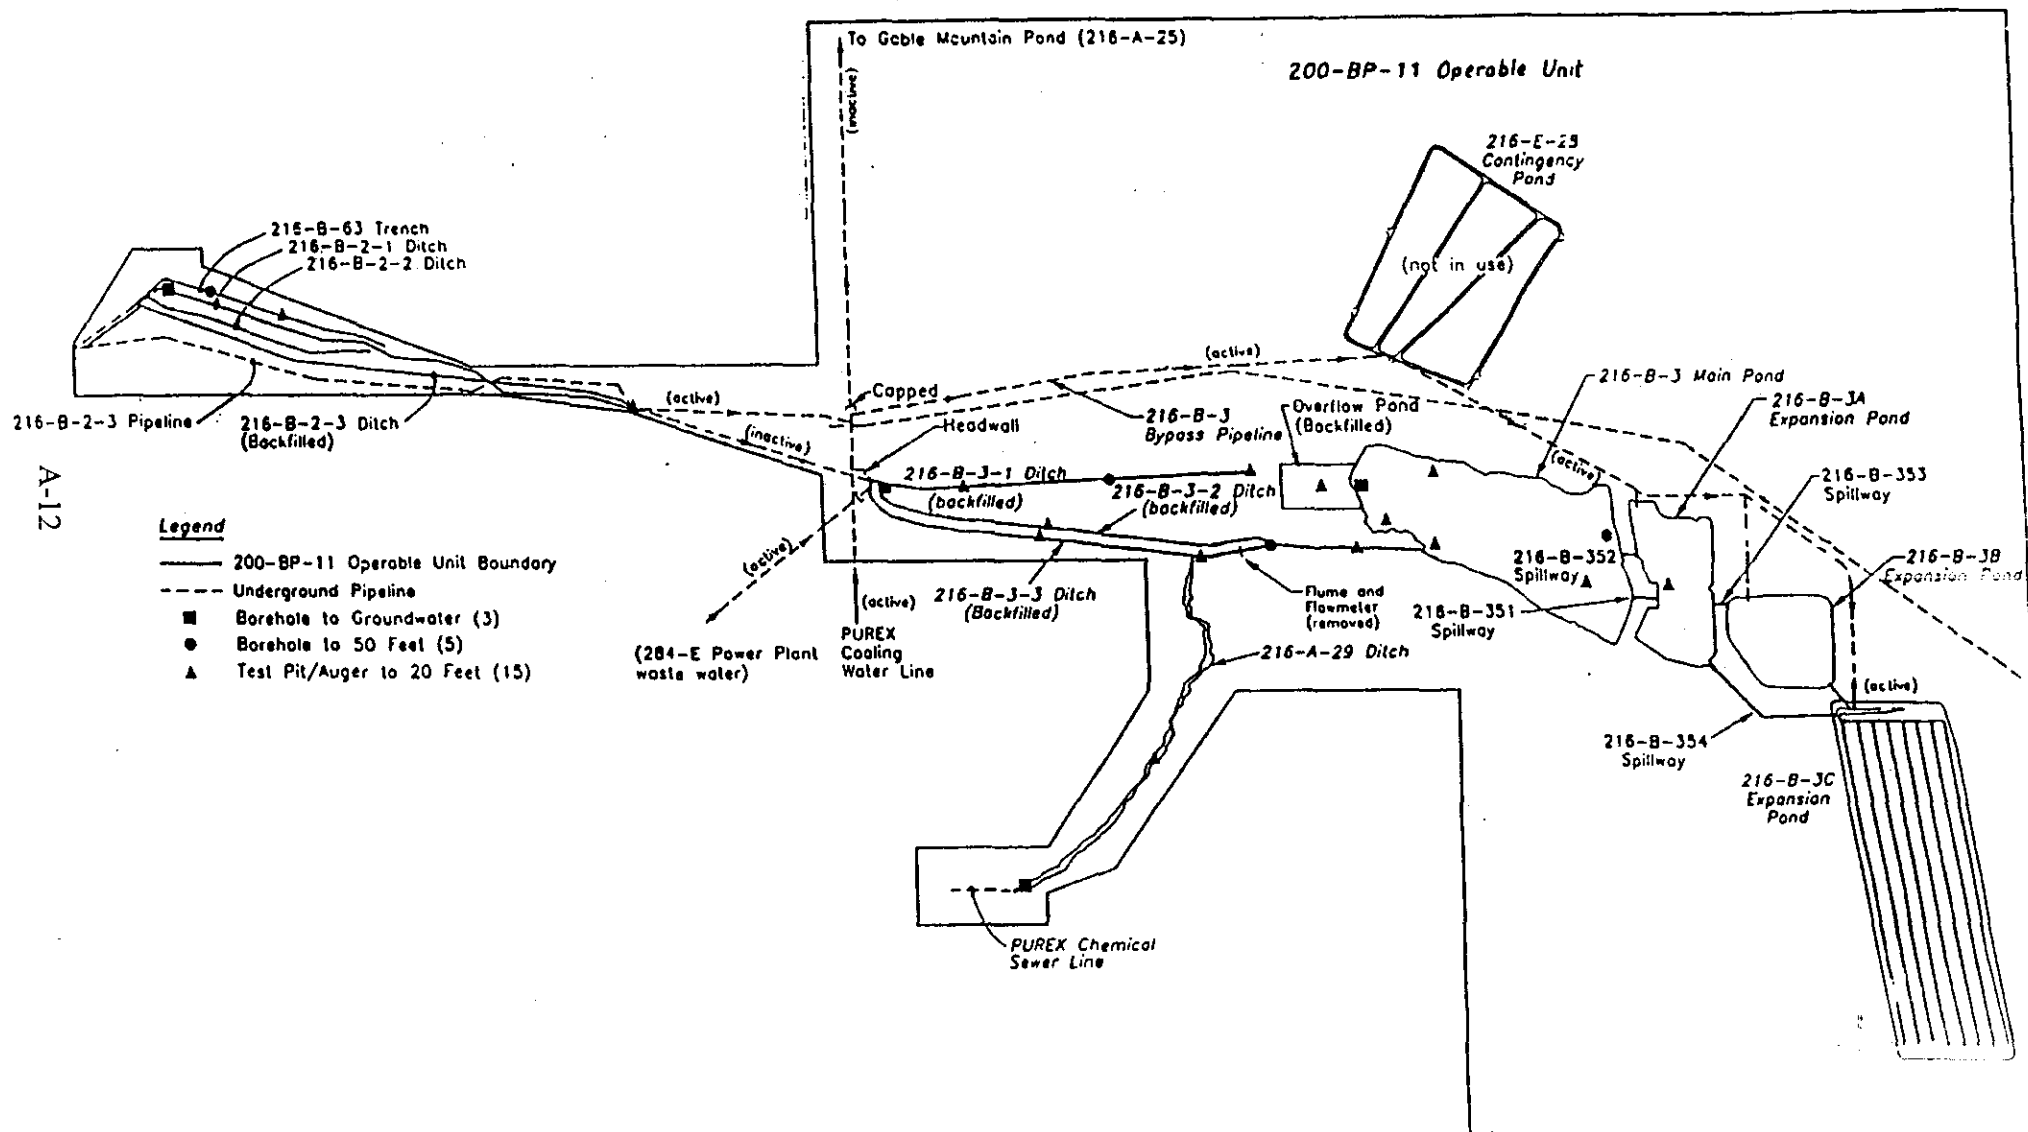 To Gable Mountain Pond (216-A-25)
200-BP-11 Operable Unit
(inactive)
216-E-28
Contingency
Pond
(not in use)
216-B-63 Trench
216-B-2-1 Ditch
216-B-2-2 Ditch
216-B-2-3 Pipeline
216-B-2-3 Ditch
(Backfilled)
(active)
(inactive)
Capped
Headwall
(active)
216-B-3
Bypass Pipeline
Overflow Pond
(Backfilled)
216-B-3 Main Pond
216-B-3A
Expansion Pond
(active)
216-B-353
Spillway
216-B-3-1 Ditch
(backfilled)
216-B-3-2 Ditch
(backfilled)
A-12
Legend
200-BP-11 Operable Unit Boundary
Underground Pipeline
Borehole to Groundwater (3)
Borehole to 50 Feet (5)
Test Pit/Auger to 20 Feet (15)
(active)
(284-E Power Plant
waste water)
(active)
PUREX
Cooling
Water Line
216-B-3-3 Ditch
(Backfilled)
Flume and
Flowmeter
(removed)
216-B-352
Spillway
216-B-351
Spillway
216-B-3B
Expansion Pond
216-A-29 Ditch
(active)
216-B-354
Spillway
216-B-3C
Expansion
Pond
PUREX Chemical
Sewer Line